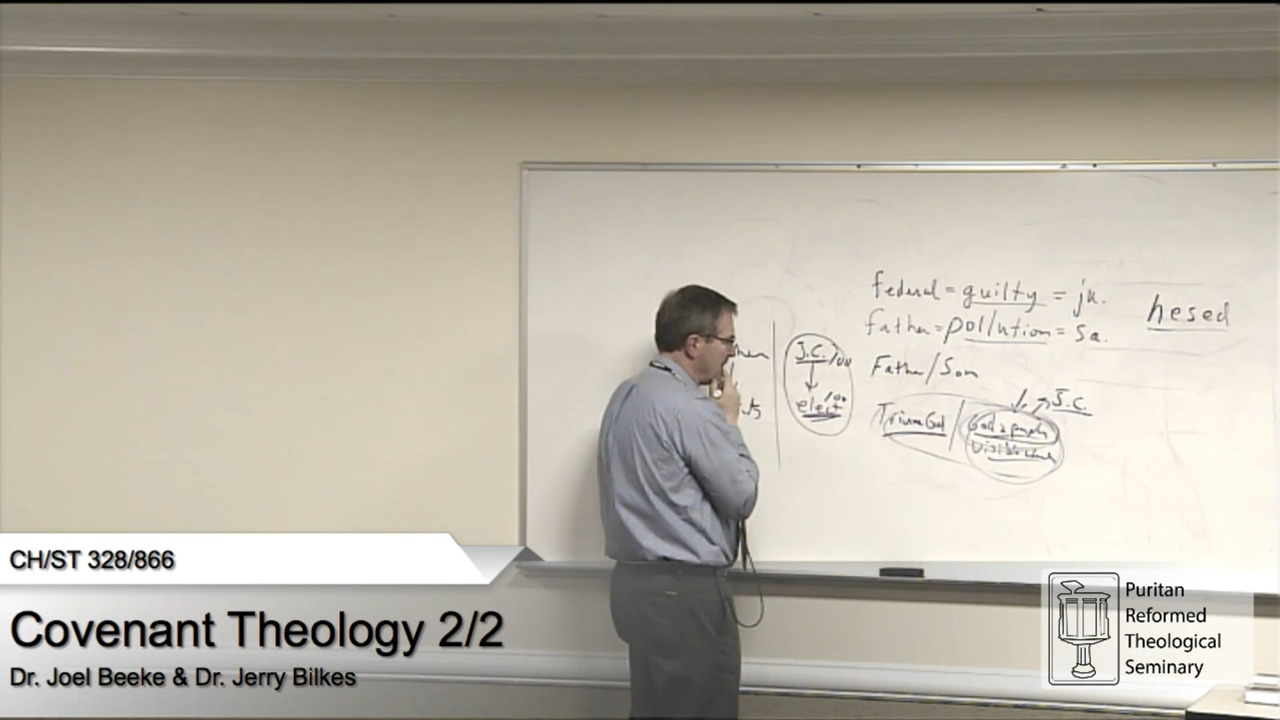 federal = guilty = ju.
father = pollution = sa.
hesed
J.C./
elect
Father/Son
Triune God
J.C.
CH/ST 328/866
Covenant Theology 2/2
Dr. Joel Beeke & Dr. Jerry Bilkes
Puritan
Reformed
Theological
Seminary